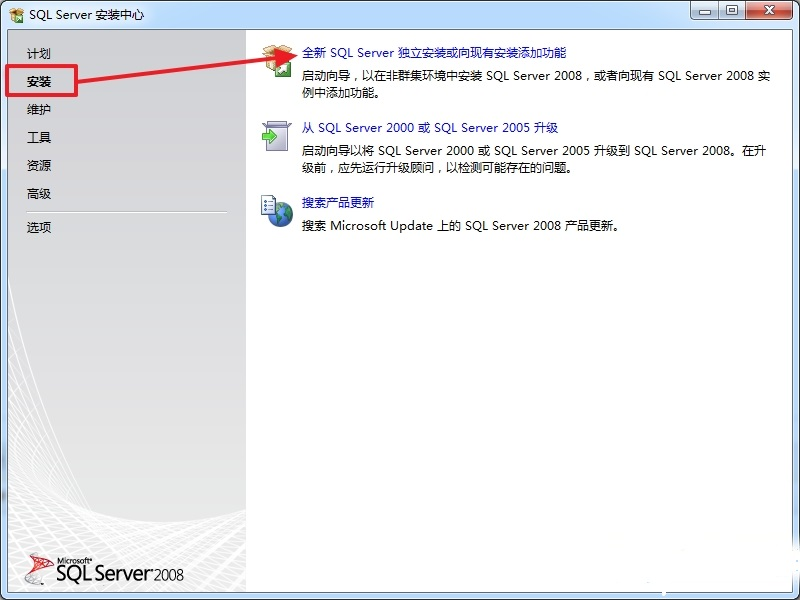 SQL Server 安装中心
计划
安装
维护
工具
资源
高级
选项
全新 SQL Server 独立安装或向现有安装添加功能
启动向导，以在非群集环境中安装 SQL Server 2008，或者向现有 SQL Server 2008 实
例中添加功能。
从 SQL Server 2000 或 SQL Server 2005 升级
启动向导以将 SQL Server 2000 或 SQL Server 2005 升级到 SQL Server 2008。在升
级前，应先运行升级顾问，以检测可能存在的问题。
搜索产品更新
搜索 Microsoft Update 上的 SQL Server 2008 产品更新。
Microsoft®
SQL Server 2008